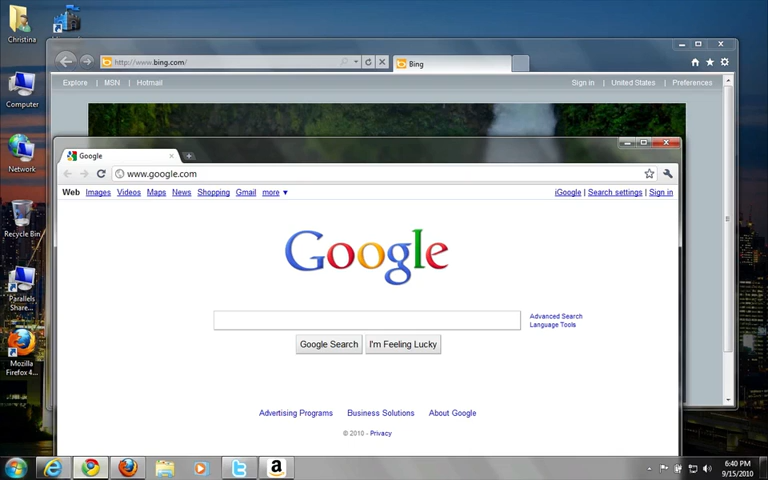 Christina
http://www.bing.com/
Bing
Explore | MSN | Hotmail
Sign in | United States | Preferences
Computer
Google
www.google.com
Web Images Videos Maps News Shopping Gmail more ▼
iGoogle | Search settings | Sign in
Network
Google
Recycle Bin
Parallels
Share...
Advanced Search
Language Tools
Google Search
I'm Feeling Lucky
Mozilla
Firefox 4...
Advertising Programs
Business Solutions
About Google
© 2010 - Privacy
6:40 PM
9/15/2010